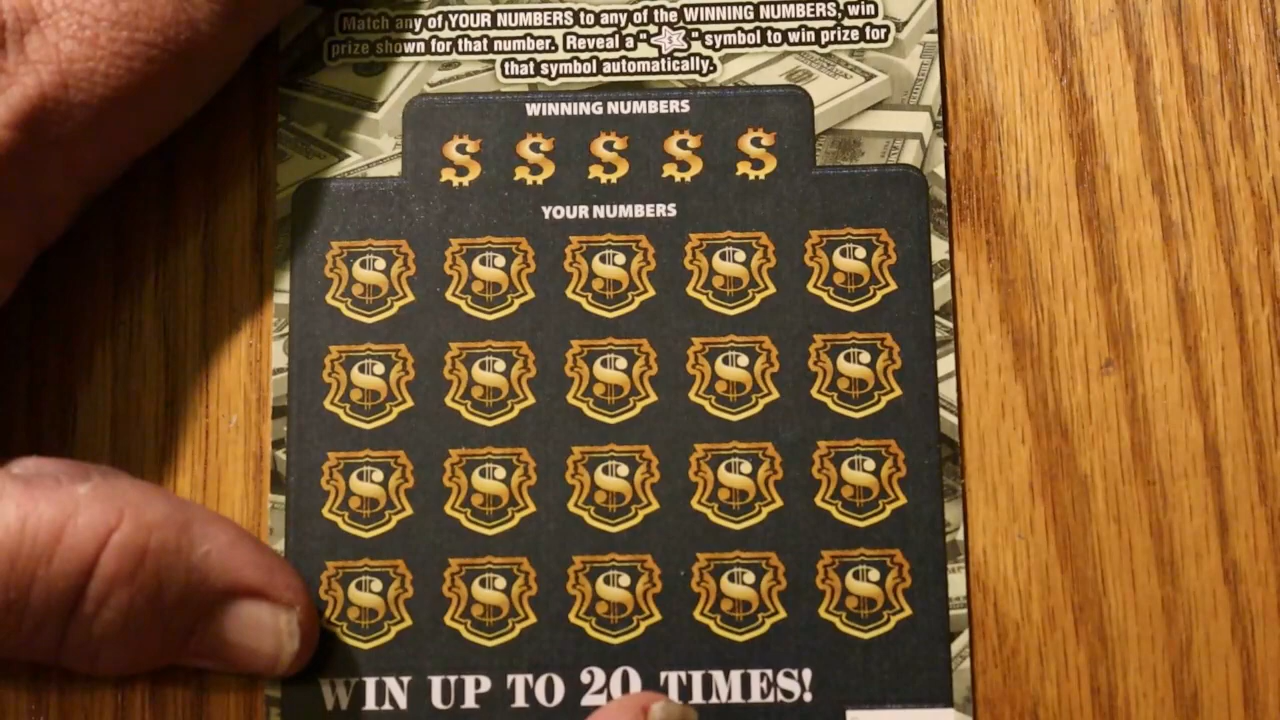 Match any of YOUR NUMBERS to any of the WINNING NUMBERS, win
prize shown for that number. Reveal a " " symbol to win prize for
that symbol automatically.
WINNING NUMBERS
$ $ $ $ $
YOUR NUMBERS
$ $ $ $ $
$ $ $ $ $
$ $ $ $ $
$ $ $ $ $
WIN UP TO 20 TIMES!